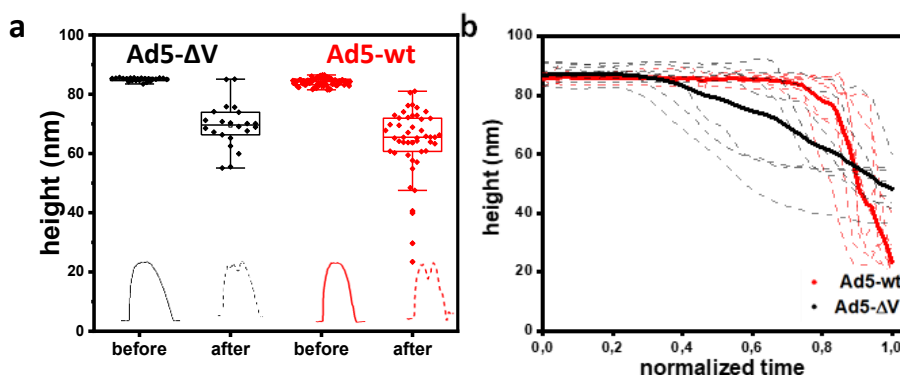 a
Ad5-ΔV
Ad5-wt
height (nm)
100
80
60
40
20
0
before
after
before
after
b
height (nm)
100
80
60
40
20
0
Ad5-wt
Ad5-ΔV
0,0
0,2
0,4
0,6
0,8
1,0
normalized time